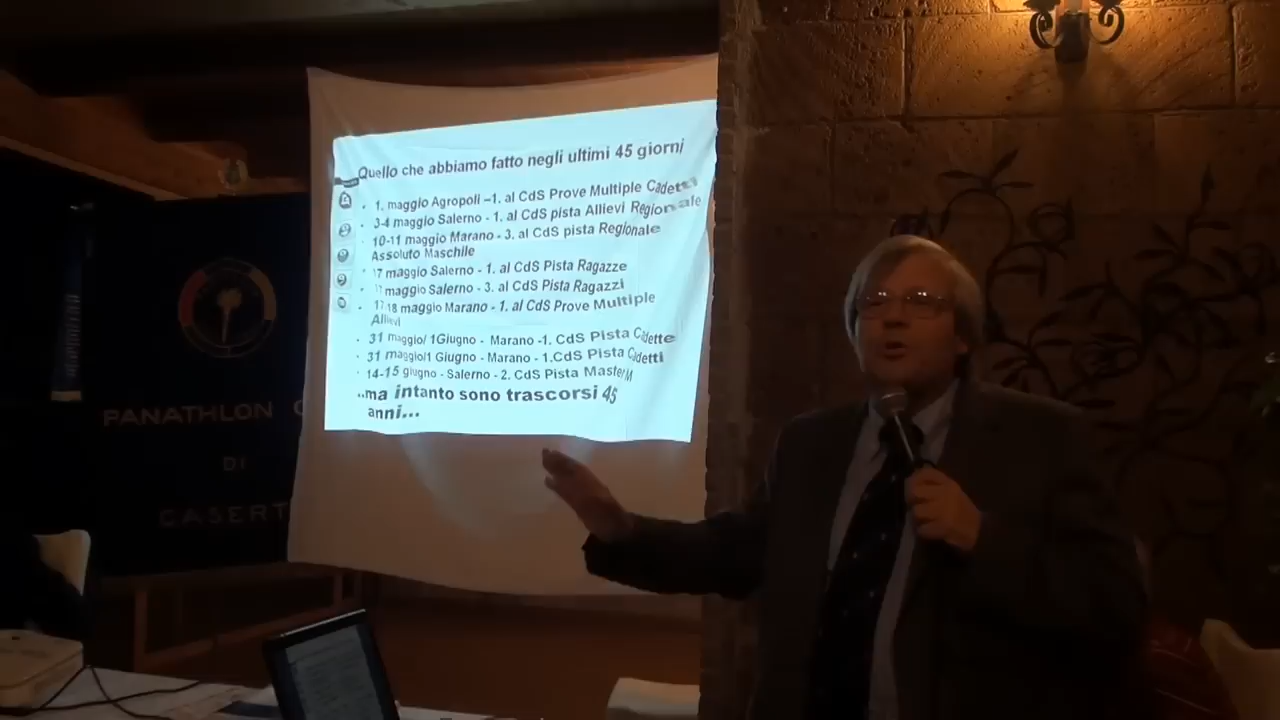 Quello che abbiamo fatto negli ultimi 45 giorni
1. maggio Agropoli –1. al CdS Prove Multiple Cadetti
3-4 maggio Salerno - 1. al CdS pista Allievi Regionale
10-11 maggio Marano - 3. al CdS pista Regionale
Assoluto Maschile
17 maggio Salerno - 1. al CdS Pista Ragazze
17 maggio Salerno - 3. al CdS Pista Ragazzi
17 18 maggio Marano - 1. al CdS Prove Multiple
Allievi
31 maggio/ 1Giugno - Marano -1. CdS Pista Cadette
31 maggio/1 Giugno - Marano - 1.CdS Pista Cadetti
14-15 giugno - Salerno - 2. CdS Pista Master M
..ma intanto sono trascorsi 45
anni...
PANATHLON C
DI
CASERT